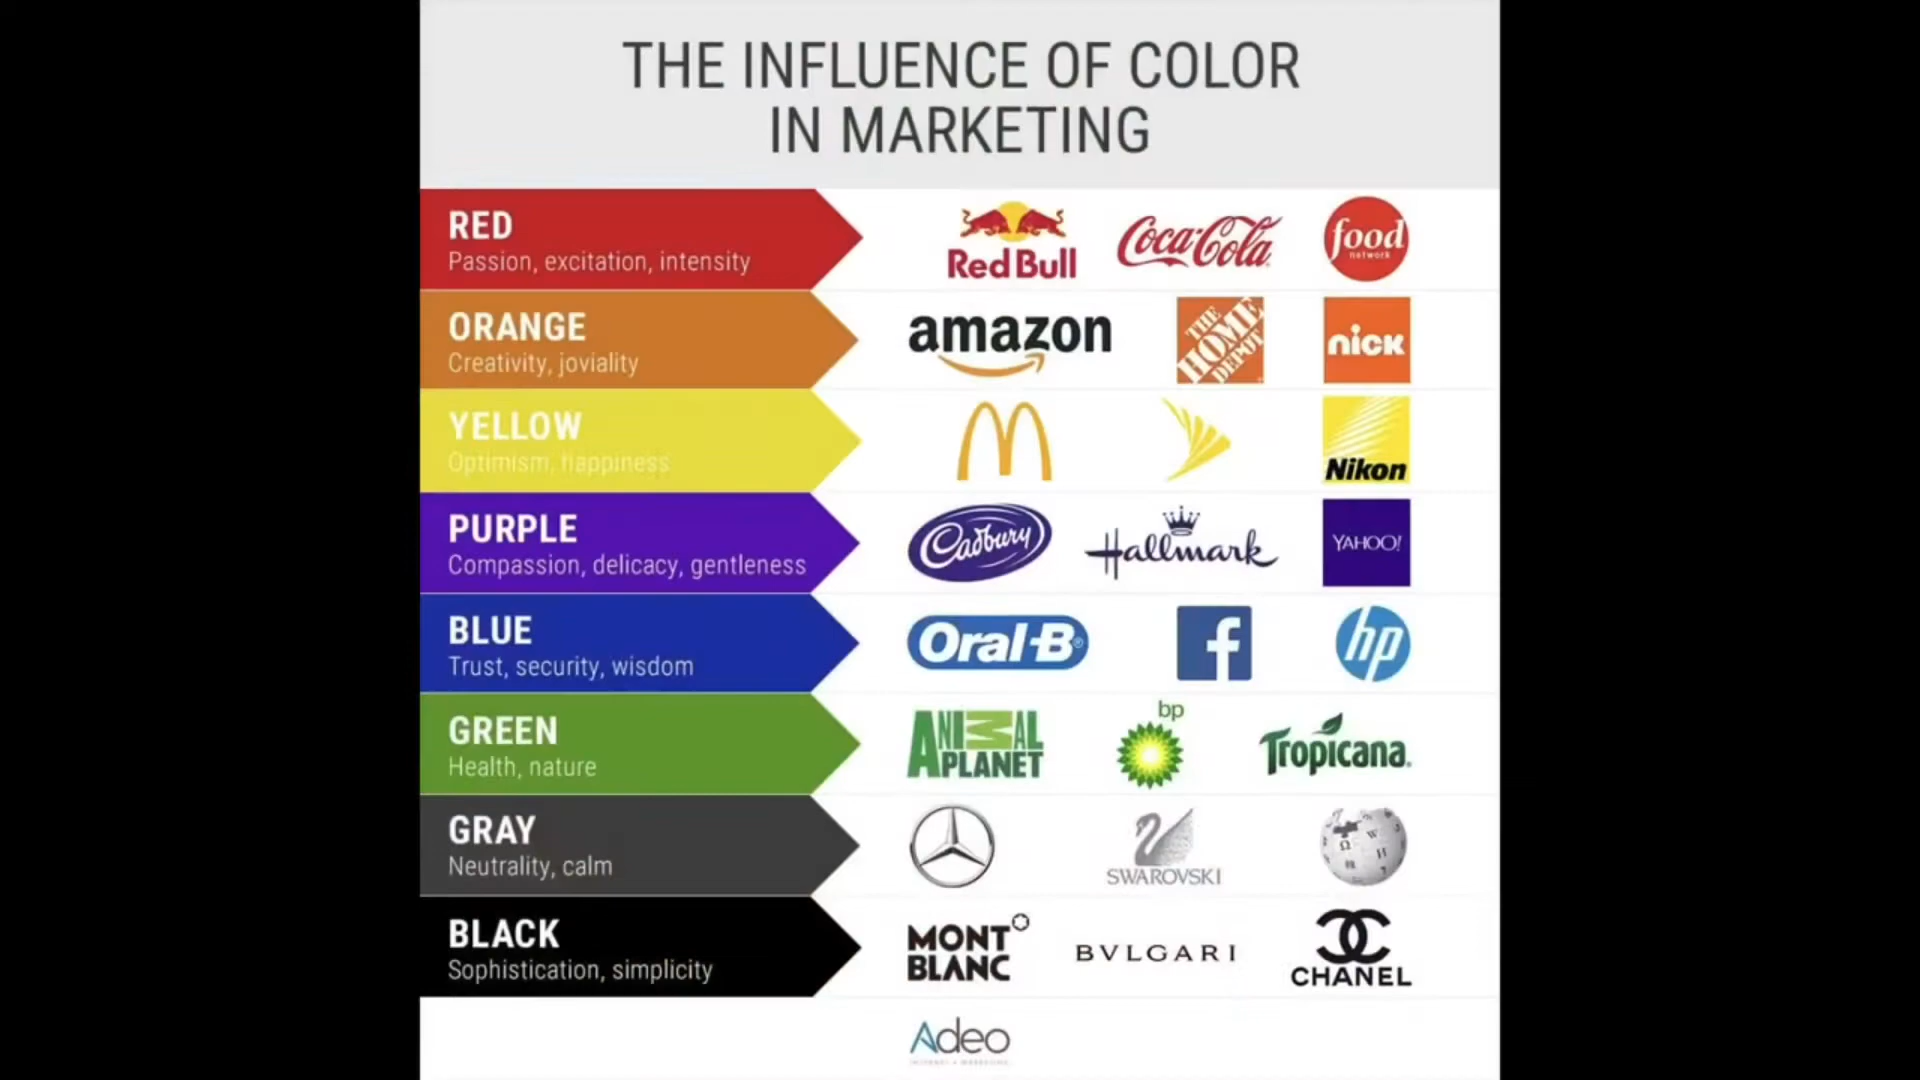 THE INFLUENCE OF COLOR
IN MARKETING
RED
Passion, excitation, intensity
Red Bull
Coca-Cola
food
network
ORANGE
Creativity, joviality
amazon
THE
HOME
DEPOT
nick
YELLOW
Optimism, happiness
Nikon
PURPLE
Compassion, delicacy, gentleness
Cadbury
Hallmark
YAHOO!
BLUE
Trust, security, wisdom
Oral-B
f
hp
GREEN
Health, nature
ANIMAL
PLANET
bp
Tropicana
GRAY
Neutrality, calm
SWAROVSKI
Ω W И
BLACK
Sophistication, simplicity
MONT
BLANC
BVLGARI
CHANEL
Adeo